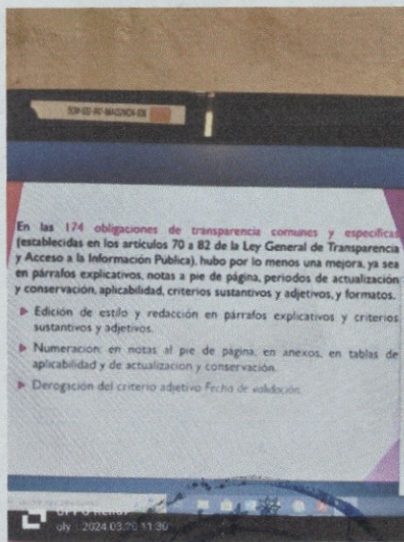 En las 174 obligaciones de transparencia comunes y específicas
(establecidas en los artículos 70 a 82 de la Ley General de Transparencia
y Acceso a la Información Pública), hubo por lo menos una mejora, ya sea
en párrafos explicativos, notas a pie de página, periodos de actualización
y conservación, aplicabilidad, criterios sustantivos y adjetivos, y formatos.
Edición de estilo y redacción en párrafos explicativos y criterios
sustantivos y adjetivos.
Numeración: en notas al pie de página, en anexos, en tablas de
aplicabilidad y de actualización y conservación.
Derogación del criterio adjetivo Fecha de validación.
oly 2024.03.20 11:30